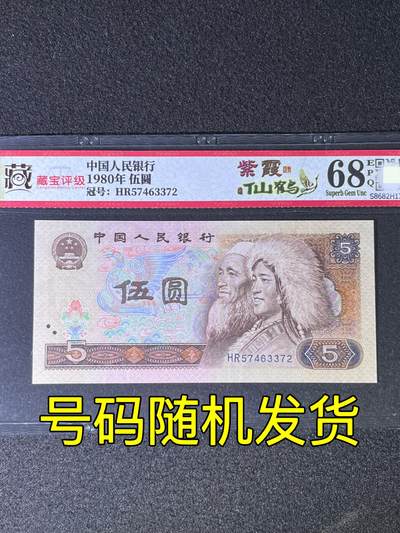 藏 藏宝评级
中国人民银行
1980年 伍圆
冠号: HR57463372
紫霞
仙鹤
68 EPQ
Superb Gem Unc
S8682H1
中国人民银行
5
伍圆
HR57463372
5
5
号码随机发货